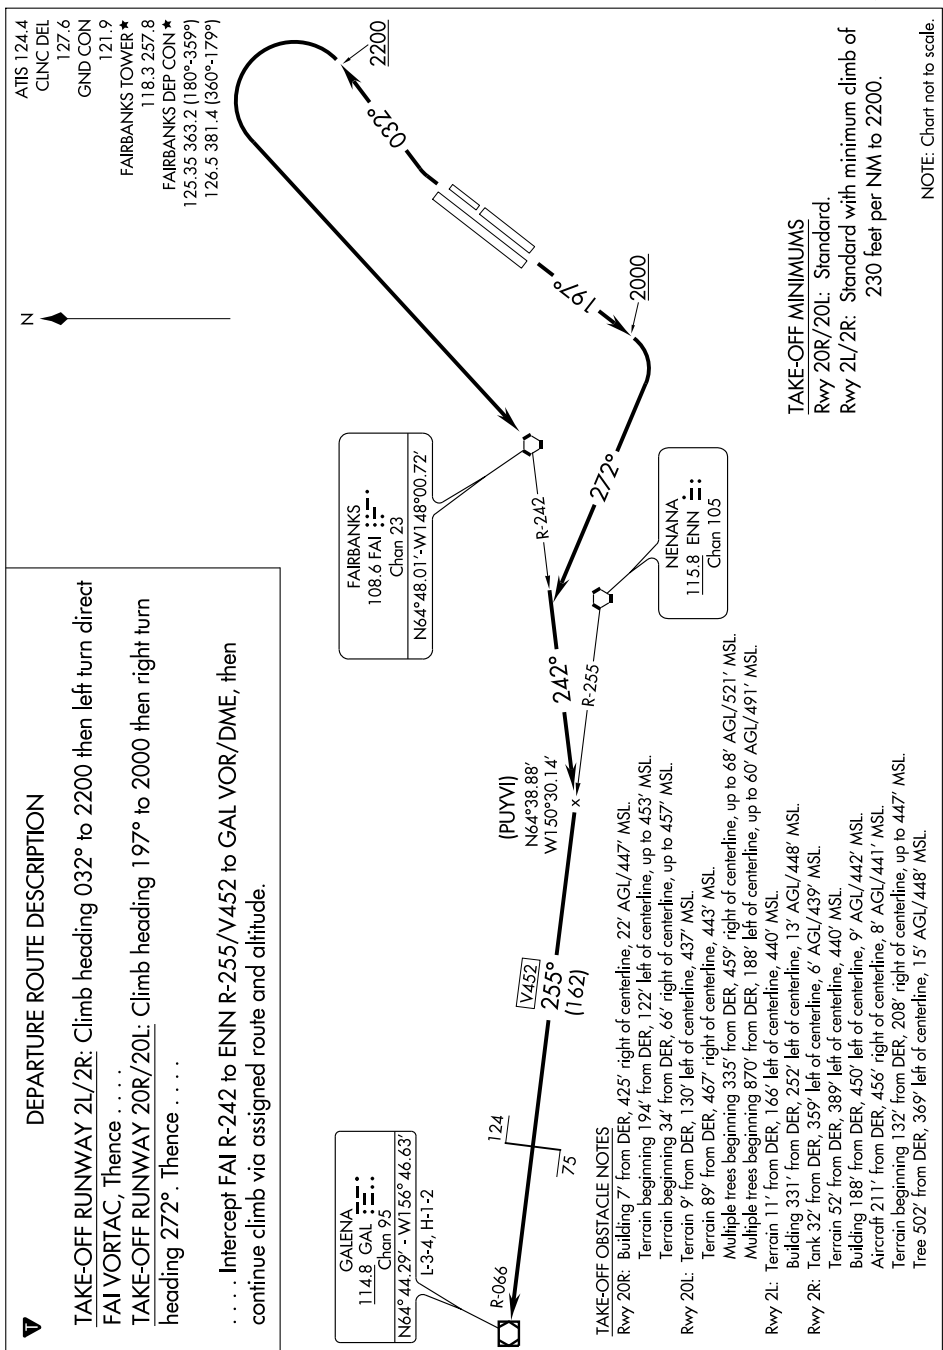 DEPARTURE ROUTE DESCRIPTION
TAKE-OFF RUNWAY 2L/2R: Climb heading 032° to 2200 then left turn direct
FAI VORTAC, Thence . . . .
TAKE-OFF RUNWAY 20R/20L: Climb heading 197° to 2000 then right turn
heading 272°. Thence . . . .
. . . . Intercept FAI R-242 to ENN R-255/V452 to GAL VOR/DME, then
continue climb via assigned route and altitude.
N
ATIS 124.4
CLNC DEL
127.6
GND CON
121.9
FAIRBANKS TOWER★
118.3 257.8
FAIRBANKS DEP CON★
125.35 363.2 (180°-359°)
126.5 381.4 (360°-179°)
2200
032°
197°
2000
272°
FAIRBANKS
108.6 FAI
Chan 23
N64°48.01'-W148°00.72'
R-242
NENANA
115.8 ENN
Chan 105
R-255
242°
(PUYVI)
N64°38.88'
W150°30.14'
x
V452
255°
(162)
124
75
GALENA
114.8 GAL
Chan 95
N64°44.29' - W156°46.63'
L-3-4, H-1-2
R-066
TAKE-OFF MINIMUMS
Rwy 20R/20L: Standard.
Rwy 2L/2R: Standard with minimum climb of
230 feet per NM to 2200.
TAKE-OFF OBSTACLE NOTES
Rwy 20R: Building 7' from DER, 425' right of centerline, 22' AGL/447' MSL.
Terrain beginning 194' from DER, 122' left of centerline, up to 453' MSL.
Terrain beginning 34' from DER, 66' right of centerline, up to 457' MSL.
Rwy 20L: Terrain 9' from DER, 130' left of centerline, 437' MSL.
Terrain 89' from DER, 467' right of centerline, 443' MSL.
Multiple trees beginning 335' from DER, 459' right of centerline, up to 68' AGL/521' MSL.
Multiple trees beginning 870' from DER, 188' left of centerline, up to 60' AGL/491' MSL.
Rwy 2L: Terrain 11' from DER, 166' left of centerline, 440' MSL.
Building 331' from DER, 252' left of centerline, 13' AGL/448' MSL.
Rwy 2R: Tank 32' from DER, 359' left of centerline, 6' AGL/439' MSL.
Terrain 52' from DER, 389' left of centerline, 440' MSL.
Building 188' from DER, 450' left of centerline, 9' AGL/442' MSL.
Aircraft 211' from DER, 456' right of centerline, 8' AGL/441' MSL.
Terrain beginning 132' from DER, 208' right of centerline, up to 447' MSL.
Tree 502' from DER, 369' left of centerline, 15' AGL/448' MSL.
NOTE: Chart not to scale.